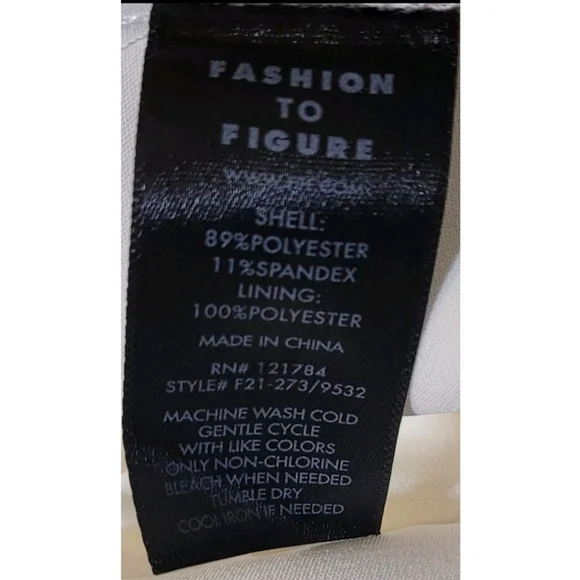 FASHION
TO
FIGURE
SHELL:
89%POLYESTER
11%SPANDEX
LINING:
100%POLYESTER
MADE IN CHINA
RN# 121784
STYLE# F21-273/9532
MACHINE WASH COLD
GENTLE CYCLE
WITH LIKE COLORS
ONLY NON-CHLORINE
BLEACH WHEN NEEDED
TUMBLE DRY
COOL IRON IF NEEDED